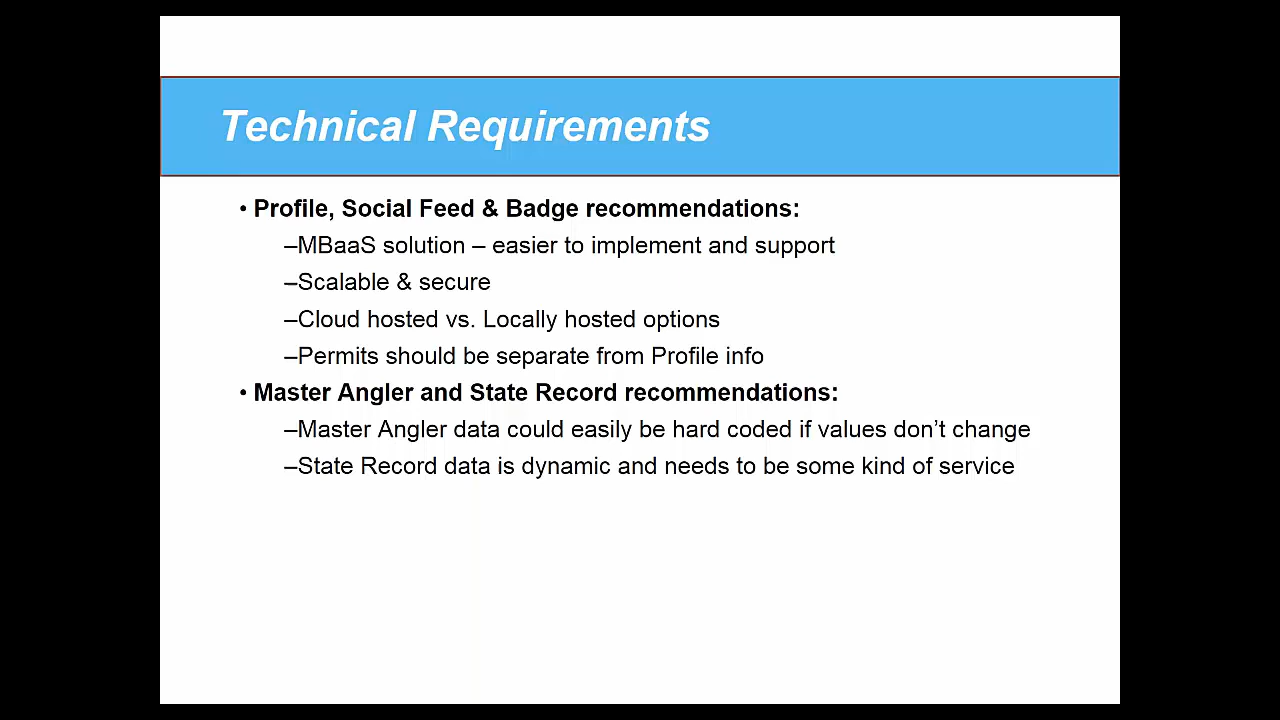 Technical Requirements
• Profile, Social Feed & Badge recommendations:
–MBaaS solution – easier to implement and support
–Scalable & secure
–Cloud hosted vs. Locally hosted options
–Permits should be separate from Profile info
• Master Angler and State Record recommendations:
–Master Angler data could easily be hard coded if values don’t change
–State Record data is dynamic and needs to be some kind of service